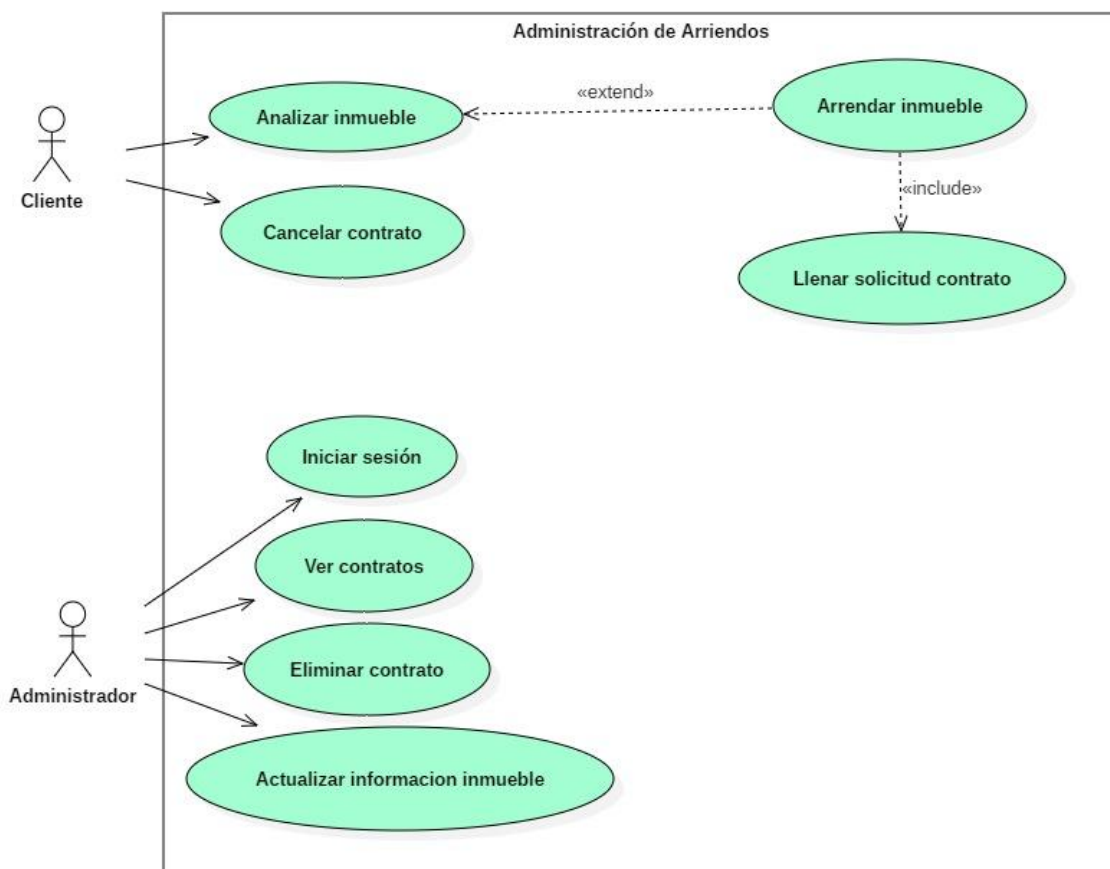 Administración de Arriendos
Analizar inmueble
«extend»
Arrendar inmueble
Cliente
«include»
Cancelar contrato
Llenar solicitud contrato
Iniciar sesión
Ver contratos
Eliminar contrato
Administrador
Actualizar informacion inmueble